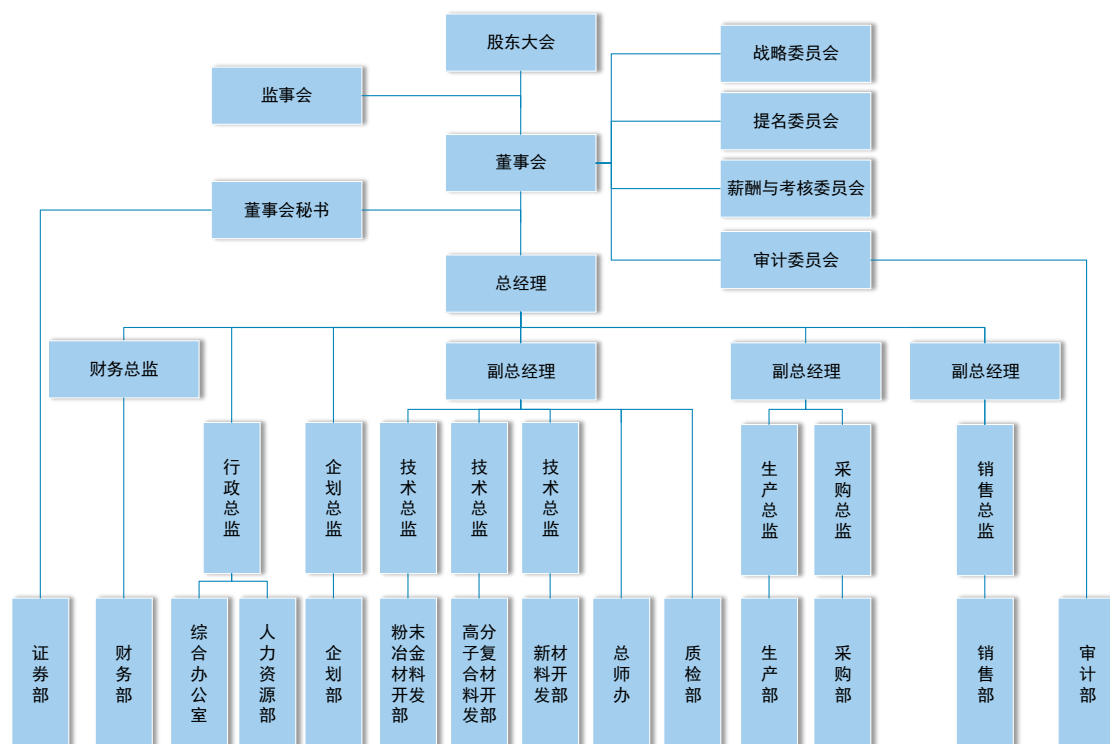 股东大会
战略委员会
监事会
提名委员会
董事会
薪酬与考核委员会
董事会秘书
审计委员会
总经理
财务总监
副总经理
副总经理
副总经理
行政总监
企划总监
技术总监
技术总监
技术总监
生产总监
采购总监
销售总监
证券部
财务部
综合办公室
人力资源部
企划部
粉末冶金材料开发部
高分子复合材料开发部
新材料开发部
总师办
质检部
生产部
采购部
销售部
审计部